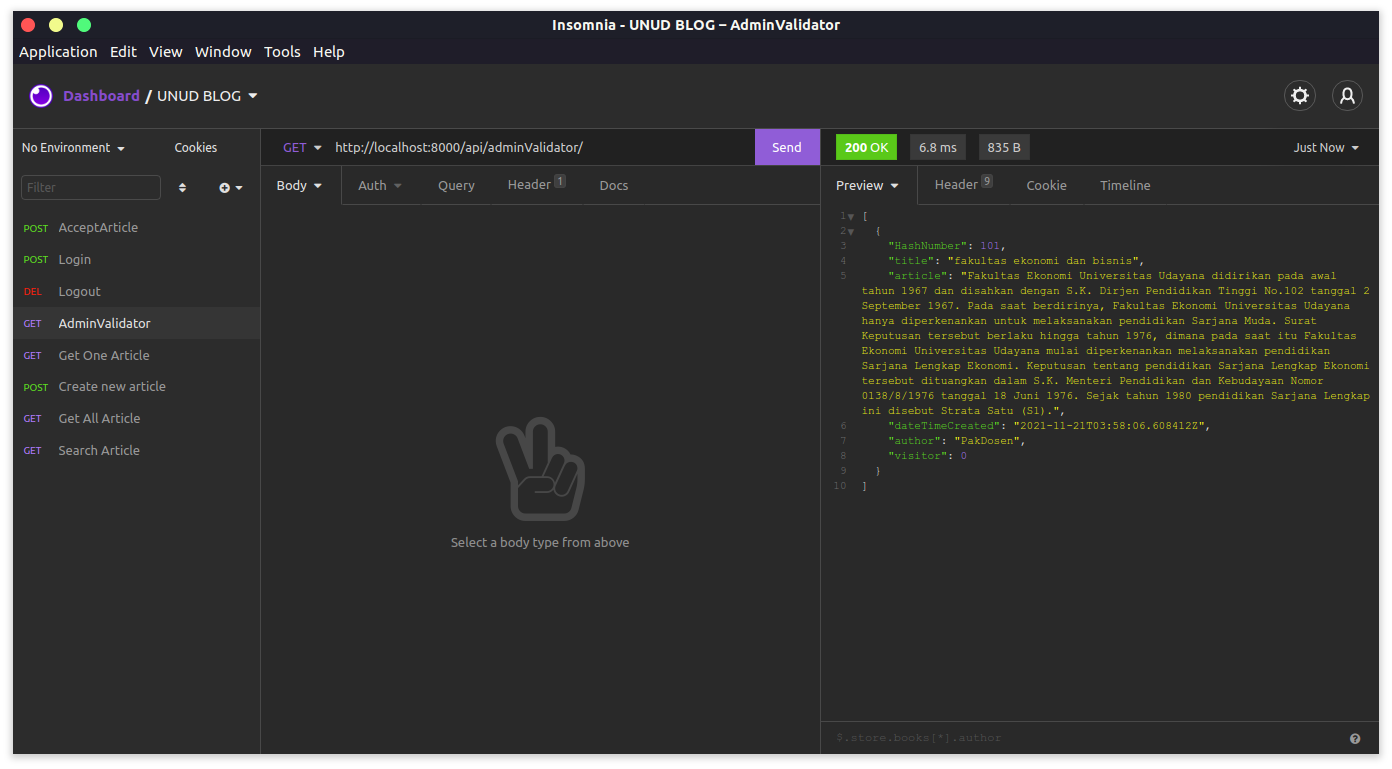 Insomnia - UNUD BLOG – AdminValidator
Application Edit View Window Tools Help
Dashboard / UNUD BLOG
No Environment Cookies
Filter
POST AcceptArticle
POST Login
DEL Logout
GET AdminValidator
GET Get One Article
POST Create new article
GET Get All Article
GET Search Article
GET http://localhost:8000/api/adminValidator/ Send
Body Auth Query Header 1 Docs
Select a body type from above
200 OK 6.8 ms 835 B Just Now
Preview Header 9 Cookie Timeline
1 [
2 {
3 "HashNumber": 101,
4 "title": "fakultas ekonomi dan bisnis",
5 "article": "Fakultas Ekonomi Universitas Udayana didirikan pada awal
tahun 1967 dan disahkan dengan S.K. Dirjen Pendidikan Tinggi No.102 tanggal 2
September 1967. Pada saat berdirinya, Fakultas Ekonomi Universitas Udayana
hanya diperkenankan untuk melaksanakan pendidikan Sarjana Muda. Surat
Keputusan tersebut berlaku hingga tahun 1976, dimana pada saat itu Fakultas
Ekonomi Universitas Udayana mulai diperkenankan melaksanakan pendidikan
Sarjana Lengkap Ekonomi. Keputusan tentang pendidikan Sarjana Lengkap Ekonomi
tersebut dituangkan dalam S.K. Menteri Pendidikan dan Kebudayaan Nomor
0138/8/1976 tanggal 18 Juni 1976. Sejak tahun 1980 pendidikan Sarjana Lengkap
ini disebut Strata Satu (S1).",
6 "dateTimeCreated": "2021-11-21T03:58:06.608412Z",
7 "author": "PakDosen",
8 "visitor": 0
9 }
10 ]
$.store.books[*].author